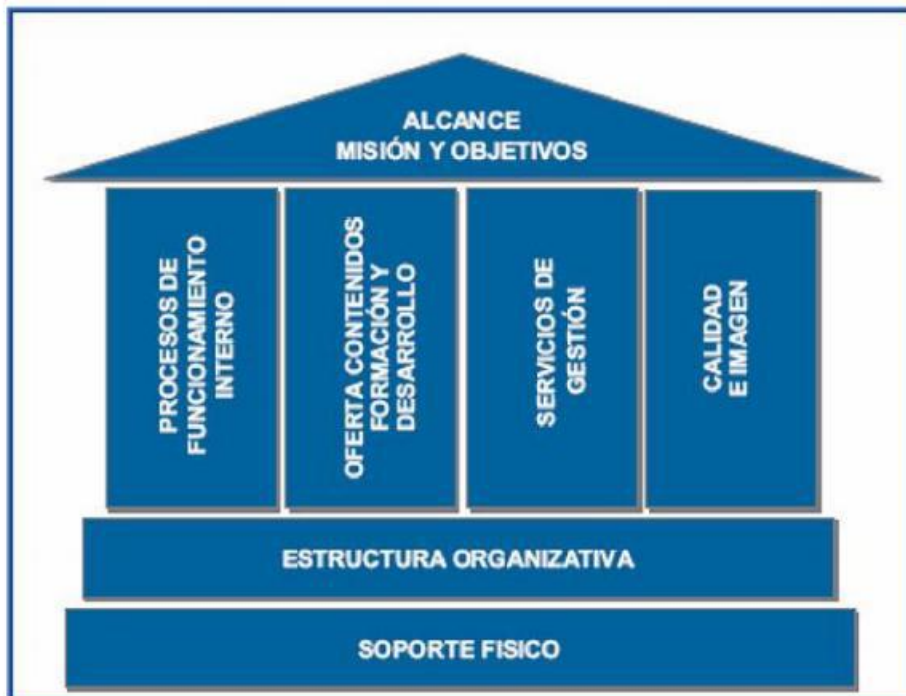 ALCANCE
MISIÓN Y OBJETIVOS
PROCESOS DE
FUNCIONAMIENTO
INTERNO
OFERTA CONTENIDOS
FORMACIÓN Y
DESARROLLO
SERVICIOS DE
GESTIÓN
CALIDAD
E IMAGEN
ESTRUCTURA ORGANIZATIVA
SOPORTE FISICO